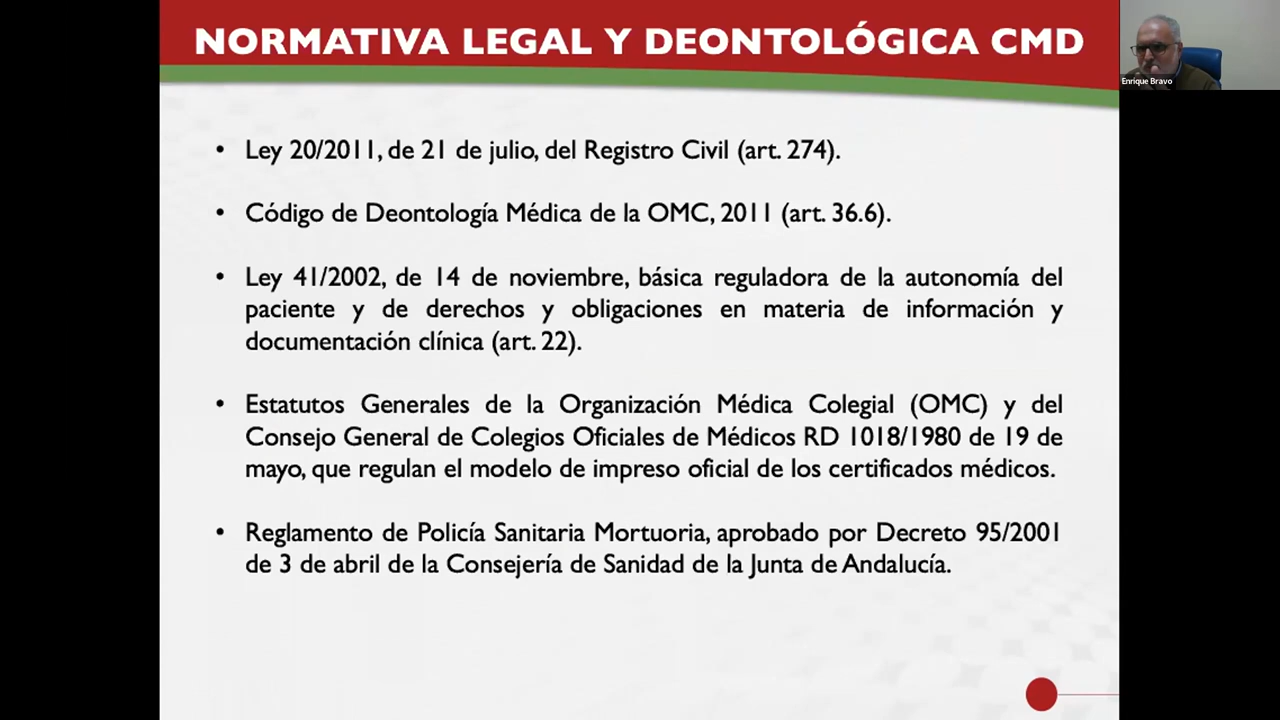 NORMATIVA LEGAL Y DEONTOLÓGICA CMD
Enrique Bravo
• Ley 20/2011, de 21 de julio, del Registro Civil (art. 274).
• Código de Deontología Médica de la OMC, 2011 (art. 36.6).
• Ley 41/2002, de 14 de noviembre, básica reguladora de la autonomía del
paciente y de derechos y obligaciones en materia de información y
documentación clínica (art. 22).
• Estatutos Generales de la Organización Médica Colegial (OMC) y del
Consejo General de Colegios Oficiales de Médicos RD 1018/1980 de 19 de
mayo, que regulan el modelo de impreso oficial de los certificados médicos.
• Reglamento de Policía Sanitaria Mortuoria, aprobado por Decreto 95/2001
de 3 de abril de la Consejería de Sanidad de la Junta de Andalucía.